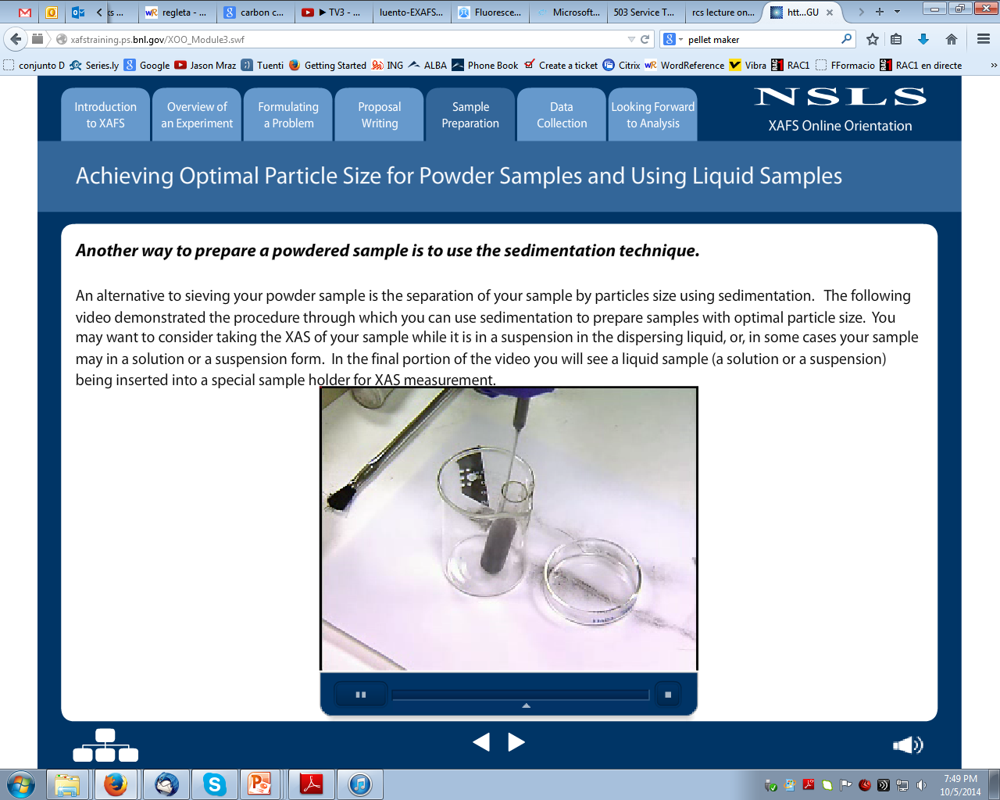 ks ...
regleta - ...
carbon c...
▶ TV3 - ...
luento-EXAFS...
Fluoresce...
Microsoft...
503 Service T...
rcs lecture on...
htt...GU
xafstraining.ps.bnl.gov/XOO_Module3.swf
pellet maker
conjunto D
Series.ly
Google
Jason Mraz
Tuenti
Getting Started
ING
ALBA
Phone Book
Create a ticket
Citrix
WordReference
Vibra
RAC1
FFormacio
RAC1 en directe
Introduction
to XAFS
Overview of
an Experiment
Formulating
a Problem
Proposal
Writing
Sample
Preparation
Data
Collection
Looking Forward
to Analysis
NSLS
XAFS Online Orientation
Achieving Optimal Particle Size for Powder Samples and Using Liquid Samples
Another way to prepare a powdered sample is to use the sedimentation technique.
An alternative to sieving your powder sample is the separation of your sample by particles size using sedimentation. The following
video demonstrated the procedure through which you can use sedimentation to prepare samples with optimal particle size. You
may want to consider taking the XAS of your sample while it is in a suspension in the dispersing liquid, or, in some cases your sample
may in a solution or a suspension form. In the final portion of the video you will see a liquid sample (a solution or a suspension)
being inserted into a special sample holder for XAS measurement.
7:49 PM
10/5/2014